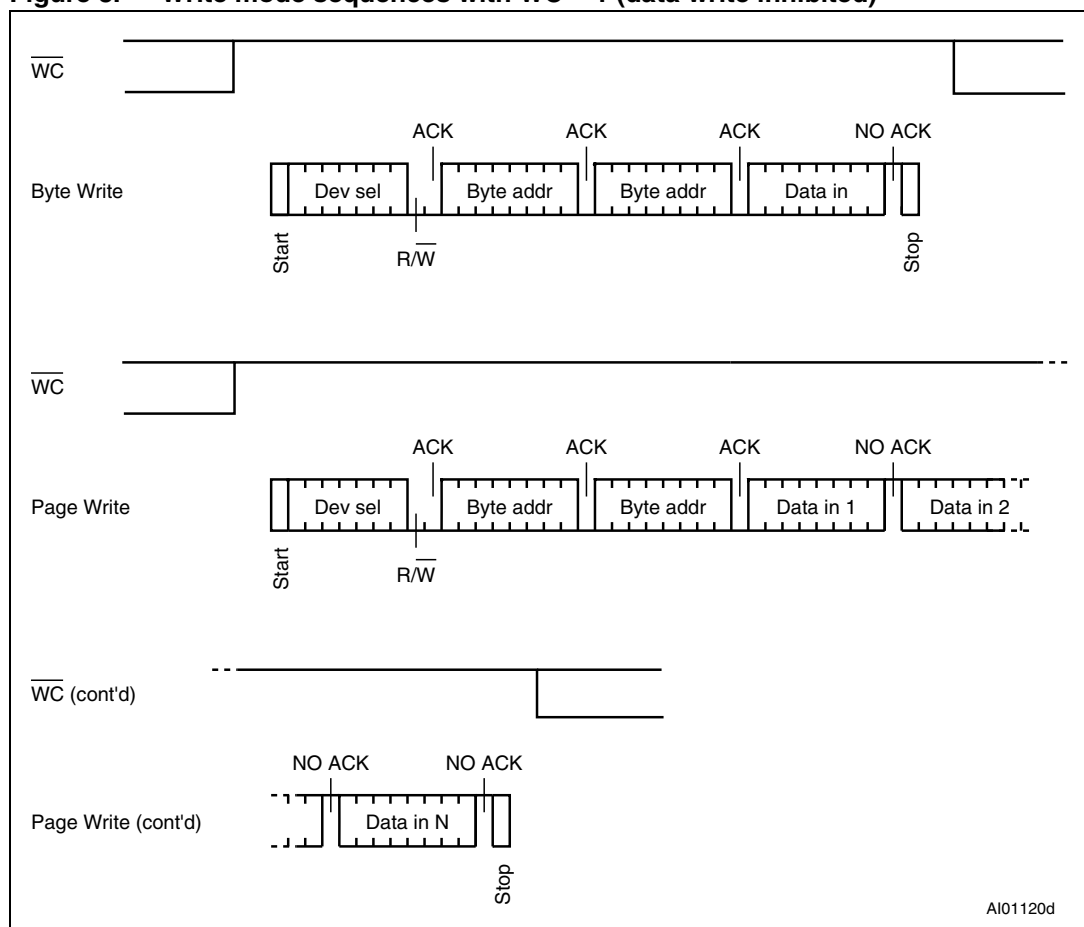 WC
ACK ACK ACK NO ACK
Byte Write Dev sel Byte addr Byte addr Data in
Start R/W Stop
WC
ACK ACK ACK NO ACK
Page Write Dev sel Byte addr Byte addr Data in 1 Data in 2
Start R/W
WC (cont'd)
NO ACK NO ACK
Page Write (cont'd) Data in N
Stop
AI01120d